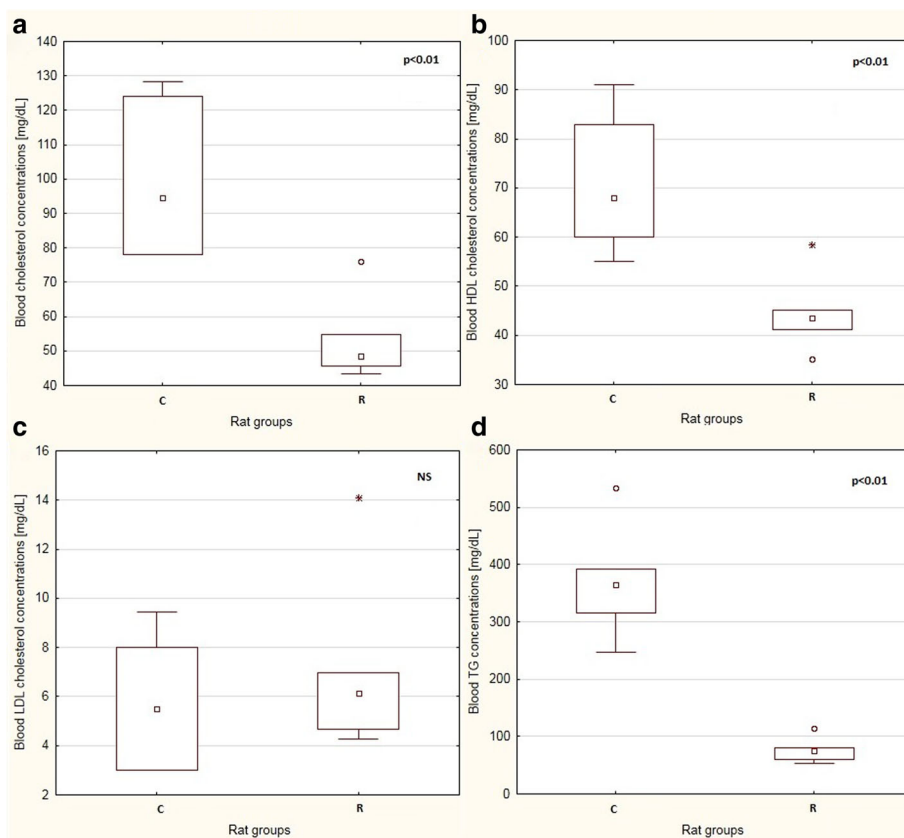 a
Blood cholesterol concentrations [mg/dL]
140
130
120
110
100
90
80
70
60
50
40
p<0.01
C
R
Rat groups
b
Blood HDL cholesterol concentrations [mg/dL]
100
90
80
70
60
50
40
30
p<0.01
C
R
Rat groups
c
Blood LDL cholesterol concentrations [mg/dL]
16
14
12
10
8
6
4
2
NS
C
R
Rat groups
d
Blood TG concentrations [mg/dL]
600
500
400
300
200
100
0
p<0.01
C
R
Rat groups